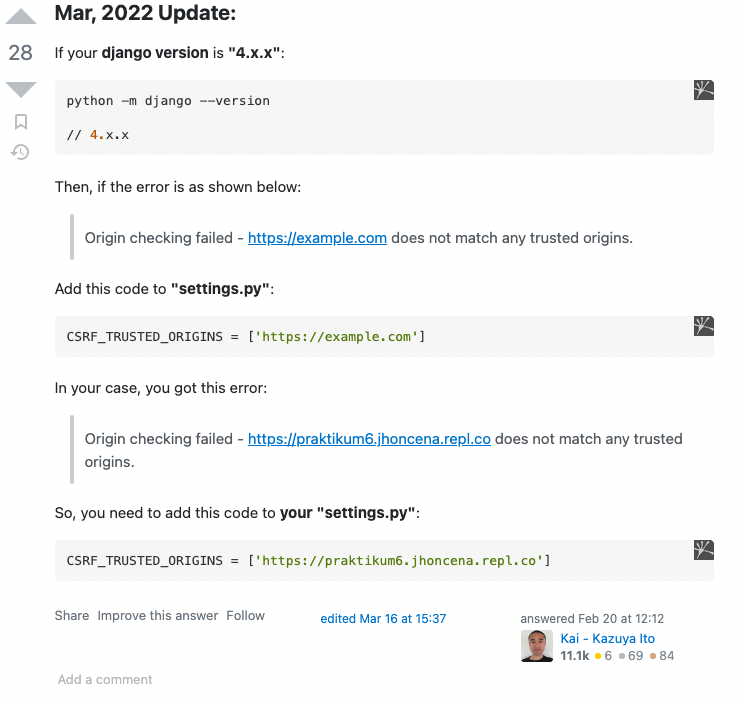 Mar, 2022 Update:
28
If your django version is "4.x.x":
python -m django --version
// 4.x.x
Then, if the error is as shown below:
Origin checking failed - https://example.com does not match any trusted origins.
Add this code to "settings.py":
CSRF_TRUSTED_ORIGINS = ['https://example.com']
In your case, you got this error:
Origin checking failed - https://praktikum6.jhoncena.repl.co does not match any trusted
origins.
So, you need to add this code to your "settings.py":
CSRF_TRUSTED_ORIGINS = ['https://praktikum6.jhoncena.repl.co']
Share Improve this answer Follow
edited Mar 16 at 15:37
answered Feb 20 at 12:12
Kai - Kazuya Ito
11.1k 6 69 84
Add a comment